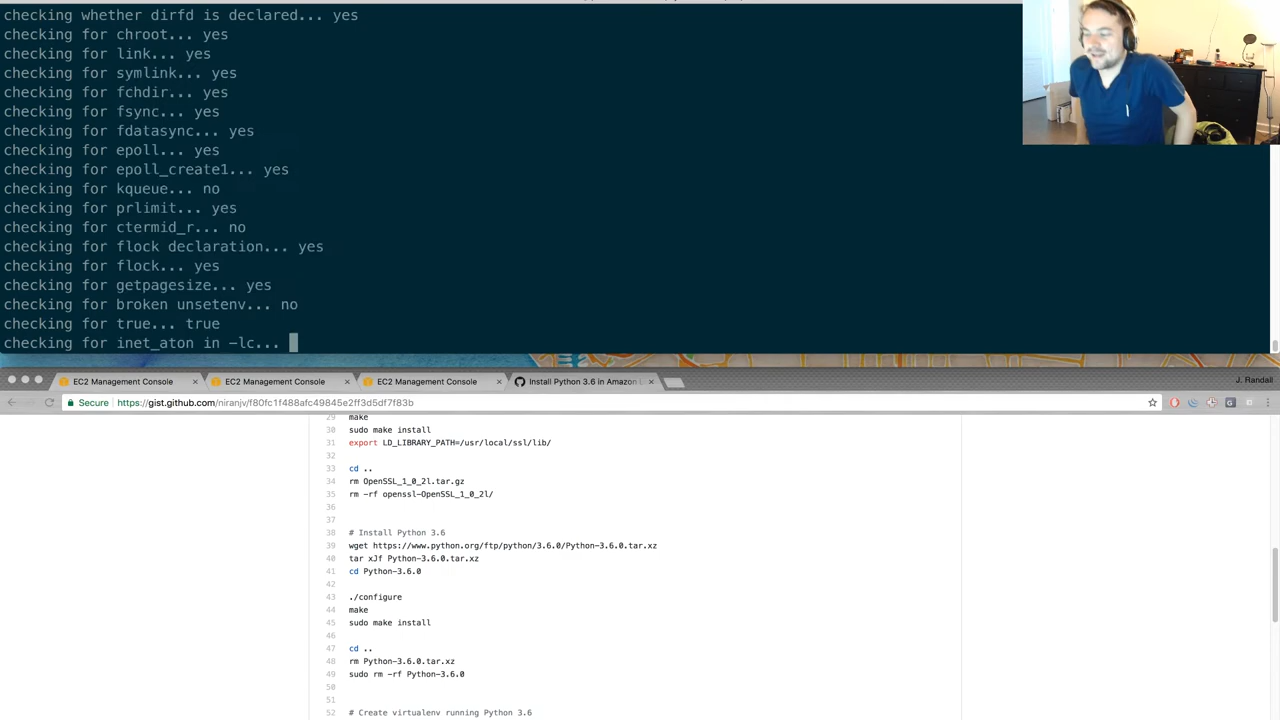 checking whether dirfd is declared... yes
checking for chroot... yes
checking for link... yes
checking for symlink... yes
checking for fchdir... yes
checking for fsync... yes
checking for fdatasync... yes
checking for epoll... yes
checking for epoll_create1... yes
checking for kqueue... no
checking for prlimit... yes
checking for ctermid_r... no
checking for flock declaration... yes
checking for flock... yes
checking for getpagesize... yes
checking for broken unsetenv... no
checking for true... true
checking for inet_aton in -lc...
EC2 Management Console × EC2 Management Console × EC2 Management Console × Install Python 3.6 in Amazon × J. Randall
Secure https://gist.github.com/niranjv/f80fc1f488afc49845e2ff3d5df7f83b
29 make
30 sudo make install
31 export LD_LIBRARY_PATH=/usr/local/ssl/lib/
32
33 cd ..
34 rm OpenSSL_1_0_2l.tar.gz
35 rm -rf openssl-OpenSSL_1_0_2l/
36
37
38 # Install Python 3.6
39 wget https://www.python.org/ftp/python/3.6.0/Python-3.6.0.tar.xz
40 tar xJf Python-3.6.0.tar.xz
41 cd Python-3.6.0
42
43 ./configure
44 make
45 sudo make install
46
47 cd ..
48 rm Python-3.6.0.tar.xz
49 sudo rm -rf Python-3.6.0
50
51
52 # Create virtualenv running Python 3.6